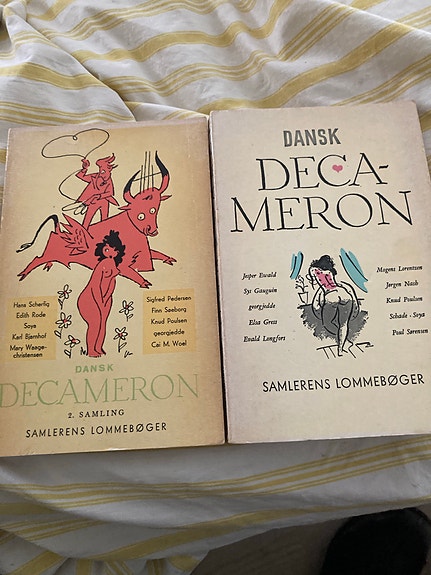 Hans Scherfig
Edith Rode
Soya
Karl Bjarnhof
Mary Waage-
christensen
Sigfred Pedersen
Finn Søeborg
Knud Poulsen
georgjedde
Cai M. Woel
DANSK
DECAMERON
2. SAMLING
SAMLERENS LOMMEBØGER
DANSK
DECA-
MERON
Jesper Ewald
Sys Gauguin
georgjedde
Elsa Gress
Ewald Longfors
Mogens Lorentzen
Jørgen Nash
Knud Poulsen
Schade · Soya
Poul Sørensen
SAMLERENS LOMMEBØGER